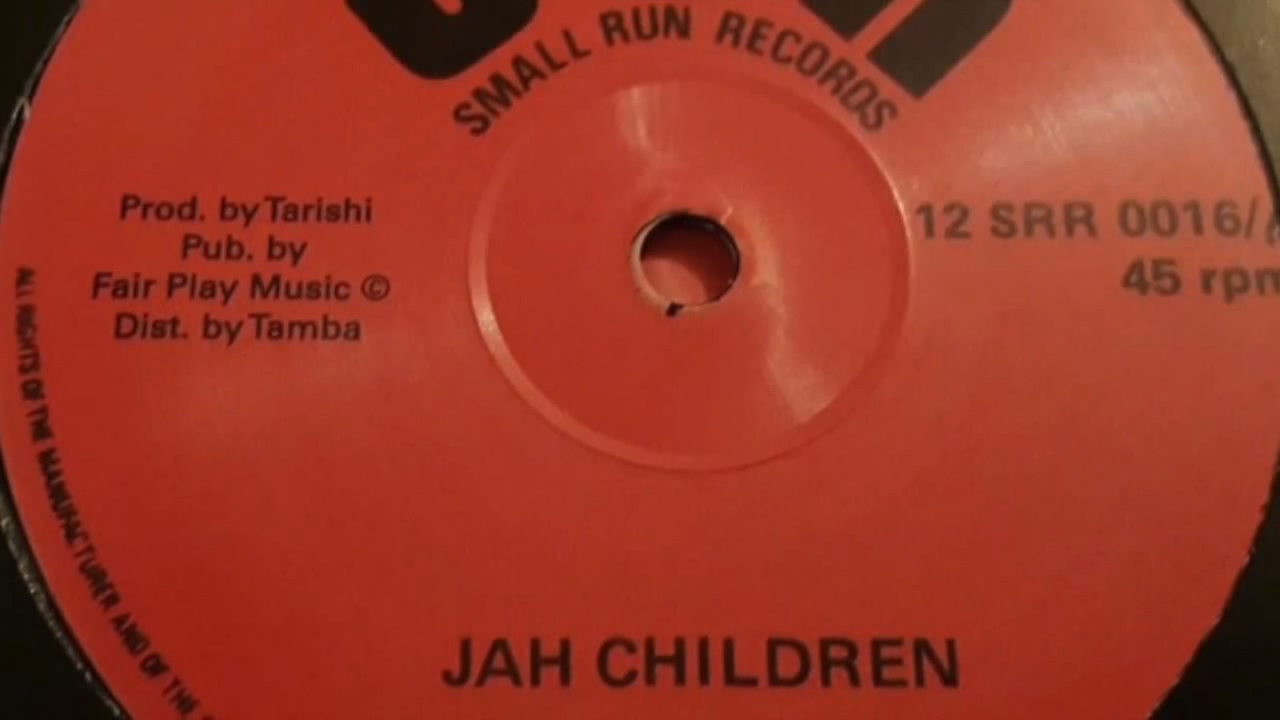 SMALL RUN RECORDS
Prod. by Tarishi
Pub. by
Fair Play Music ©
Dist. by Tamba
12 SRR 0016/
45 rpm
ALL RIGHTS OF THE MANUFACTURER AND OF THE
JAH CHILDREN